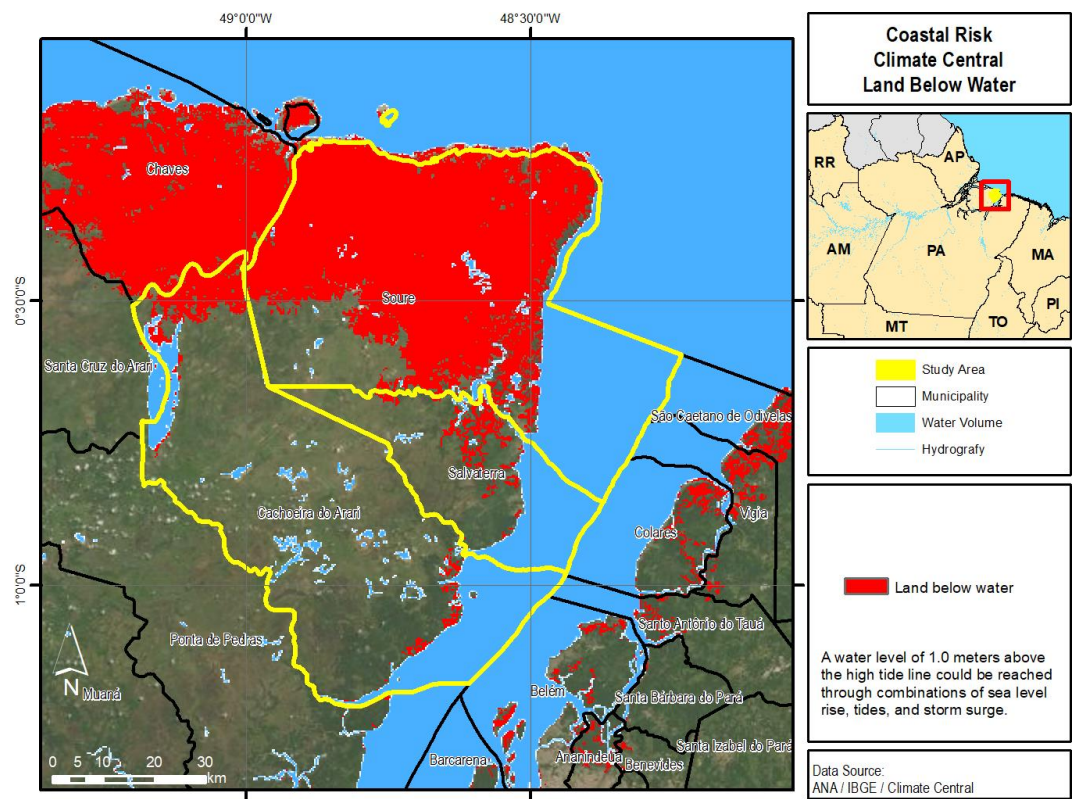 49°0'0"W
48°30'0"W
0°30'0"S
1°0'0"S
Chaves
Soure
Santa Cruz do Arari
São Caetano de Odivelas
Salvaterra
Cachoeira do Arari
Vigia
Colares
Santo Antônio do Tauá
Ponta de Pedras
Muaná
Belém
Santa Bárbara do Pará
Santa Izabel do Pará
Barcarena
Ananindeua
Benevides
N
0 5 10 20 30
km
Coastal Risk
Climate Central
Land Below Water
RR
AP
AM
PA
MA
PI
MT
TO
Study Area
Municipality
Water Volume
Hydrografy
Land below water
A water level of 1.0 meters above
the high tide line could be reached
through combinations of sea level
rise, tides, and storm surge.
Data Source:
ANA / IBGE / Climate Central